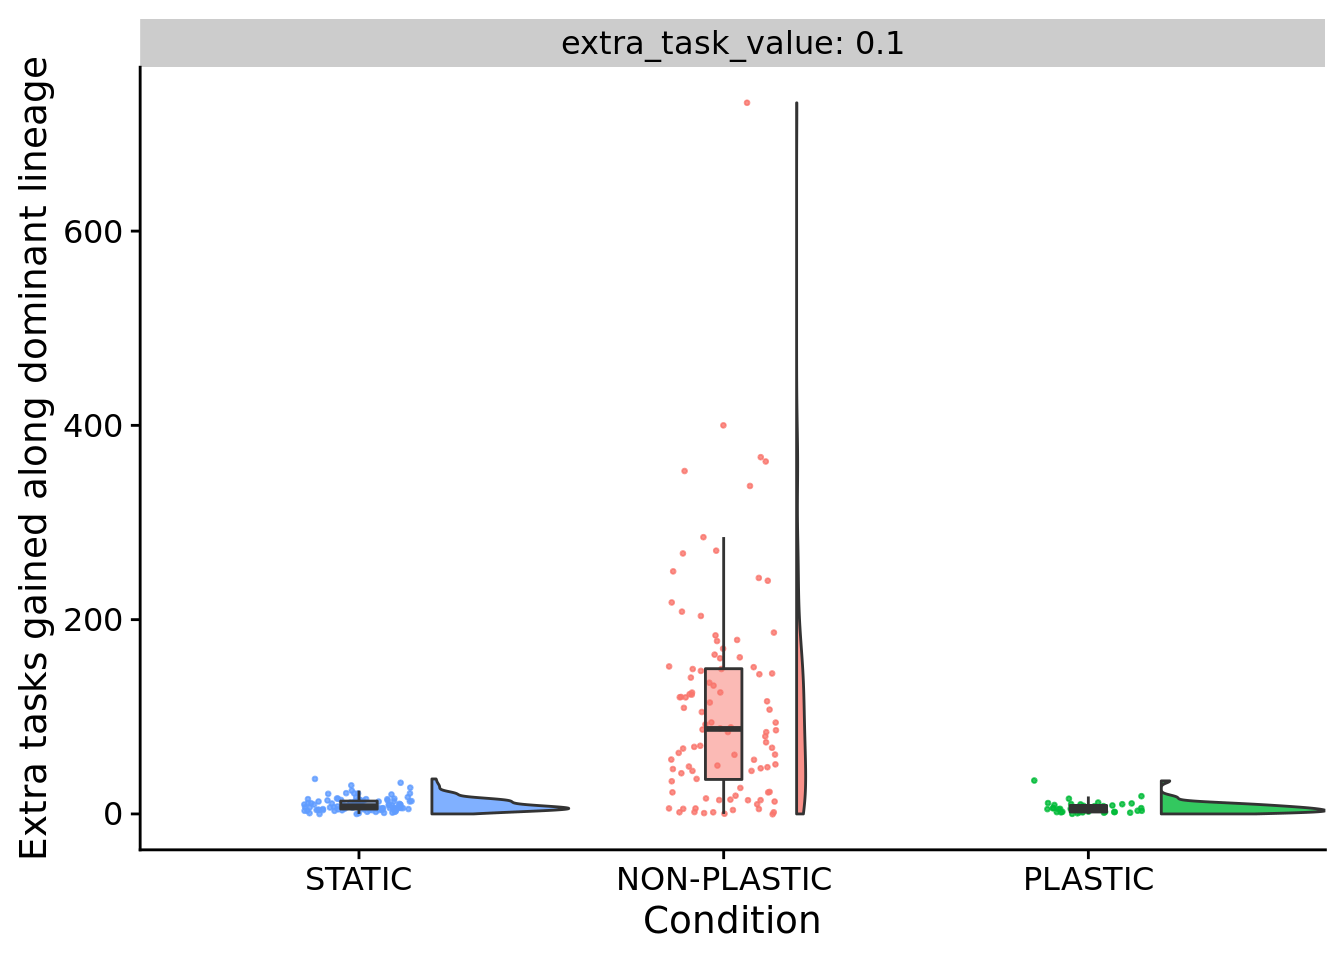 extra_task_value: 0.1
Extra tasks gained along dominant lineage
600
400
200
0
STATIC
NON-PLASTIC
PLASTIC
Condition